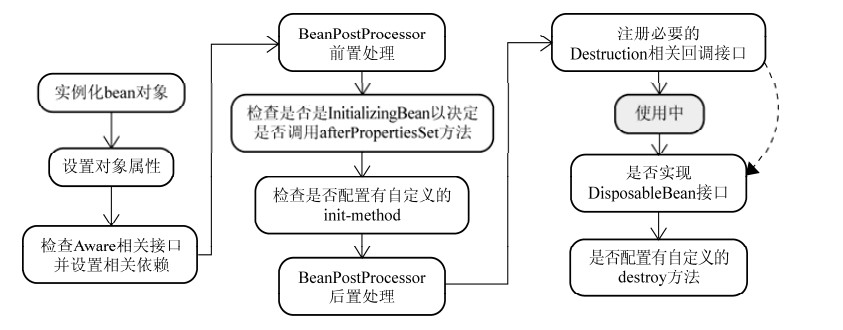 实例化bean对象
设置对象属性
检查Aware相关接口
并设置相关依赖
BeanPostProcessor
前置处理
检查是否是InitializingBean以决定
是否调用afterPropertiesSet方法
检查是否配置有自定义的
init-method
BeanPostProcessor
后置处理
注册必要的
Destruction相关回调接口
使用中
是否实现
DisposableBean接口
是否配置有自定义的
destroy方法